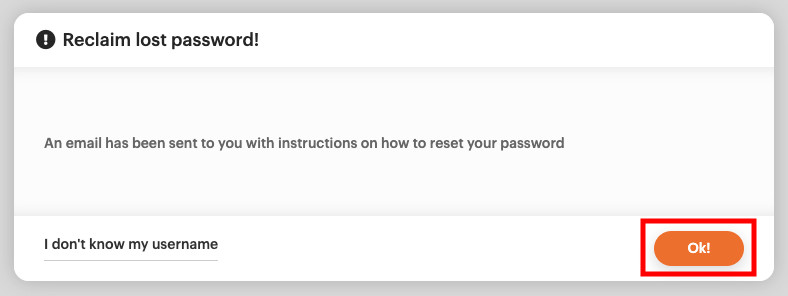 Reclaim lost password!
An email has been sent to you with instructions on how to reset your password
I don't know my username
Ok!